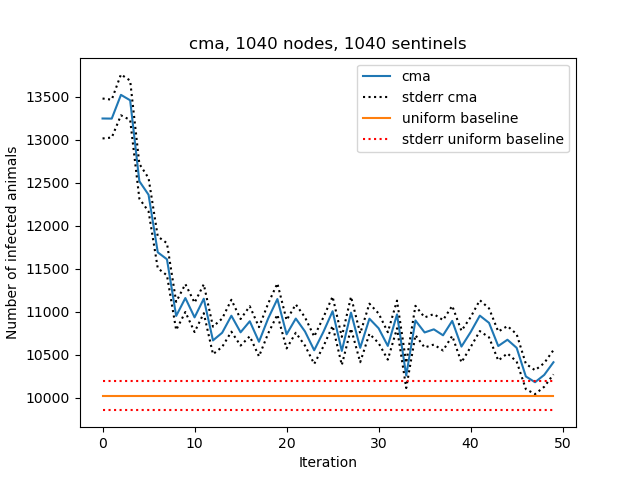 cma, 1040 nodes, 1040 sentinels
cma
stderr cma
uniform baseline
stderr uniform baseline
Number of infected animals
13500
13000
12500
12000
11500
11000
10500
10000
0 10 20 30 40 50
Iteration